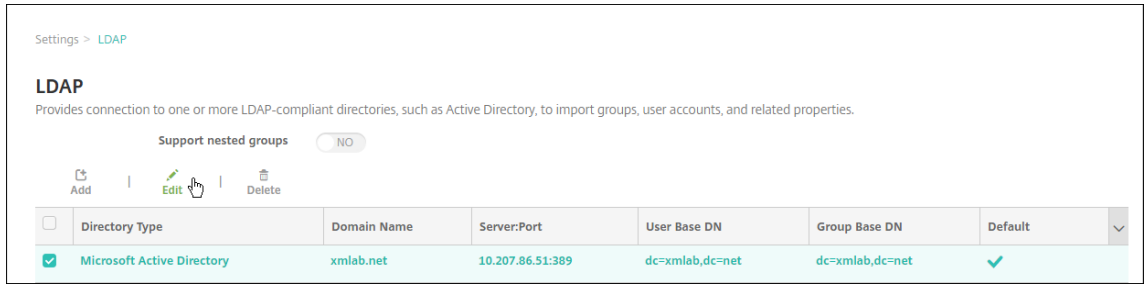 Settings > LDAP
LDAP
Provides connection to one or more LDAP-compliant directories, such as Active Directory, to import groups, user accounts, and related properties.
Support nested groups NO
Add | Edit | Delete
Directory Type Domain Name Server:Port User Base DN Group Base DN Default
Microsoft Active Directory xmlab.net 10.207.86.51:389 dc=xmlab,dc=net dc=xmlab,dc=net